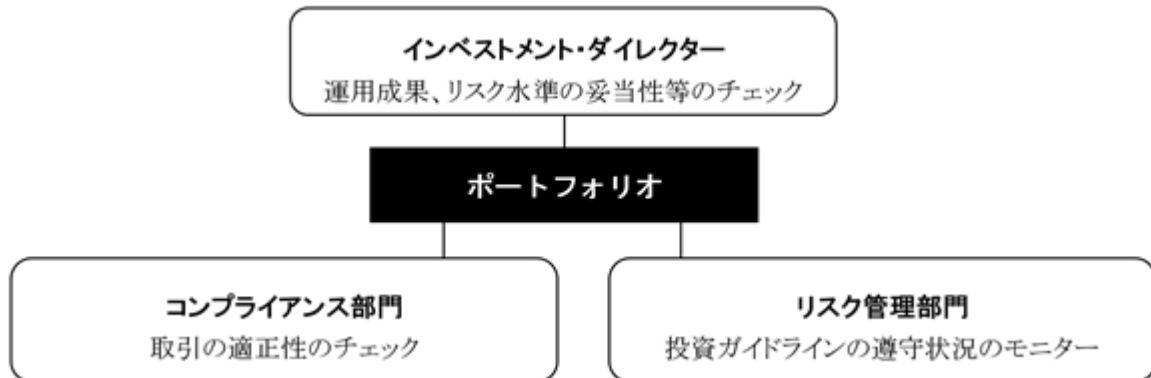 インベストメント・ダイレクター
運用成果、リスク水準の妥当性等のチェック
ポートフォリオ
コンプライアンス部門
取引の適正性のチェック
リスク管理部門
投資ガイドラインの遵守状況のモニター